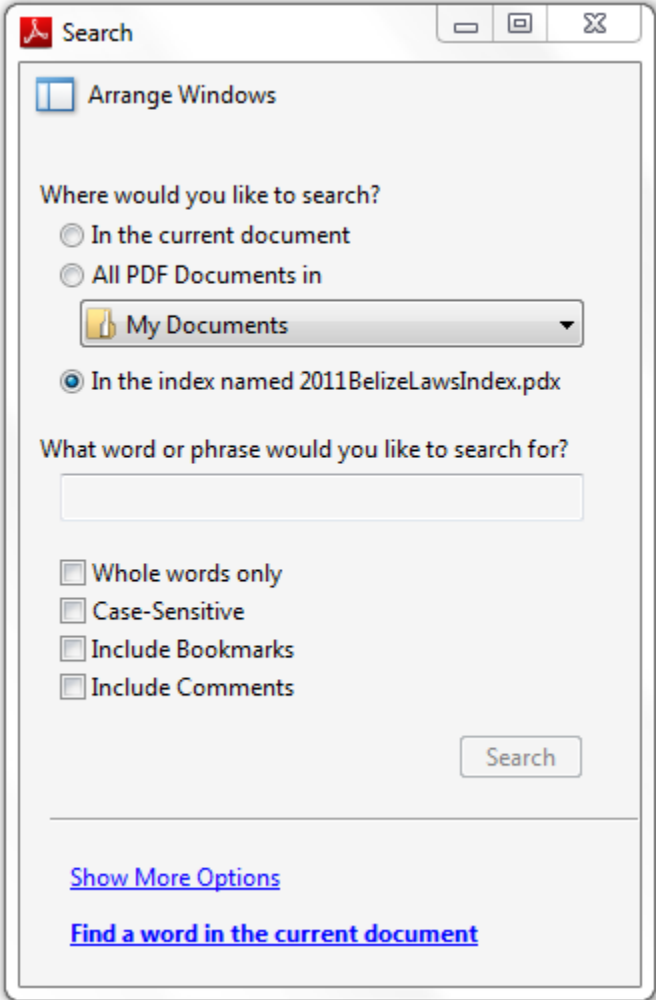 Search
Arrange Windows
Where would you like to search?
In the current document
All PDF Documents in
My Documents
In the index named 2011BelizeLawsIndex.pdx
What word or phrase would you like to search for?
Whole words only
Case-Sensitive
Include Bookmarks
Include Comments
Search
Show More Options
Find a word in the current document